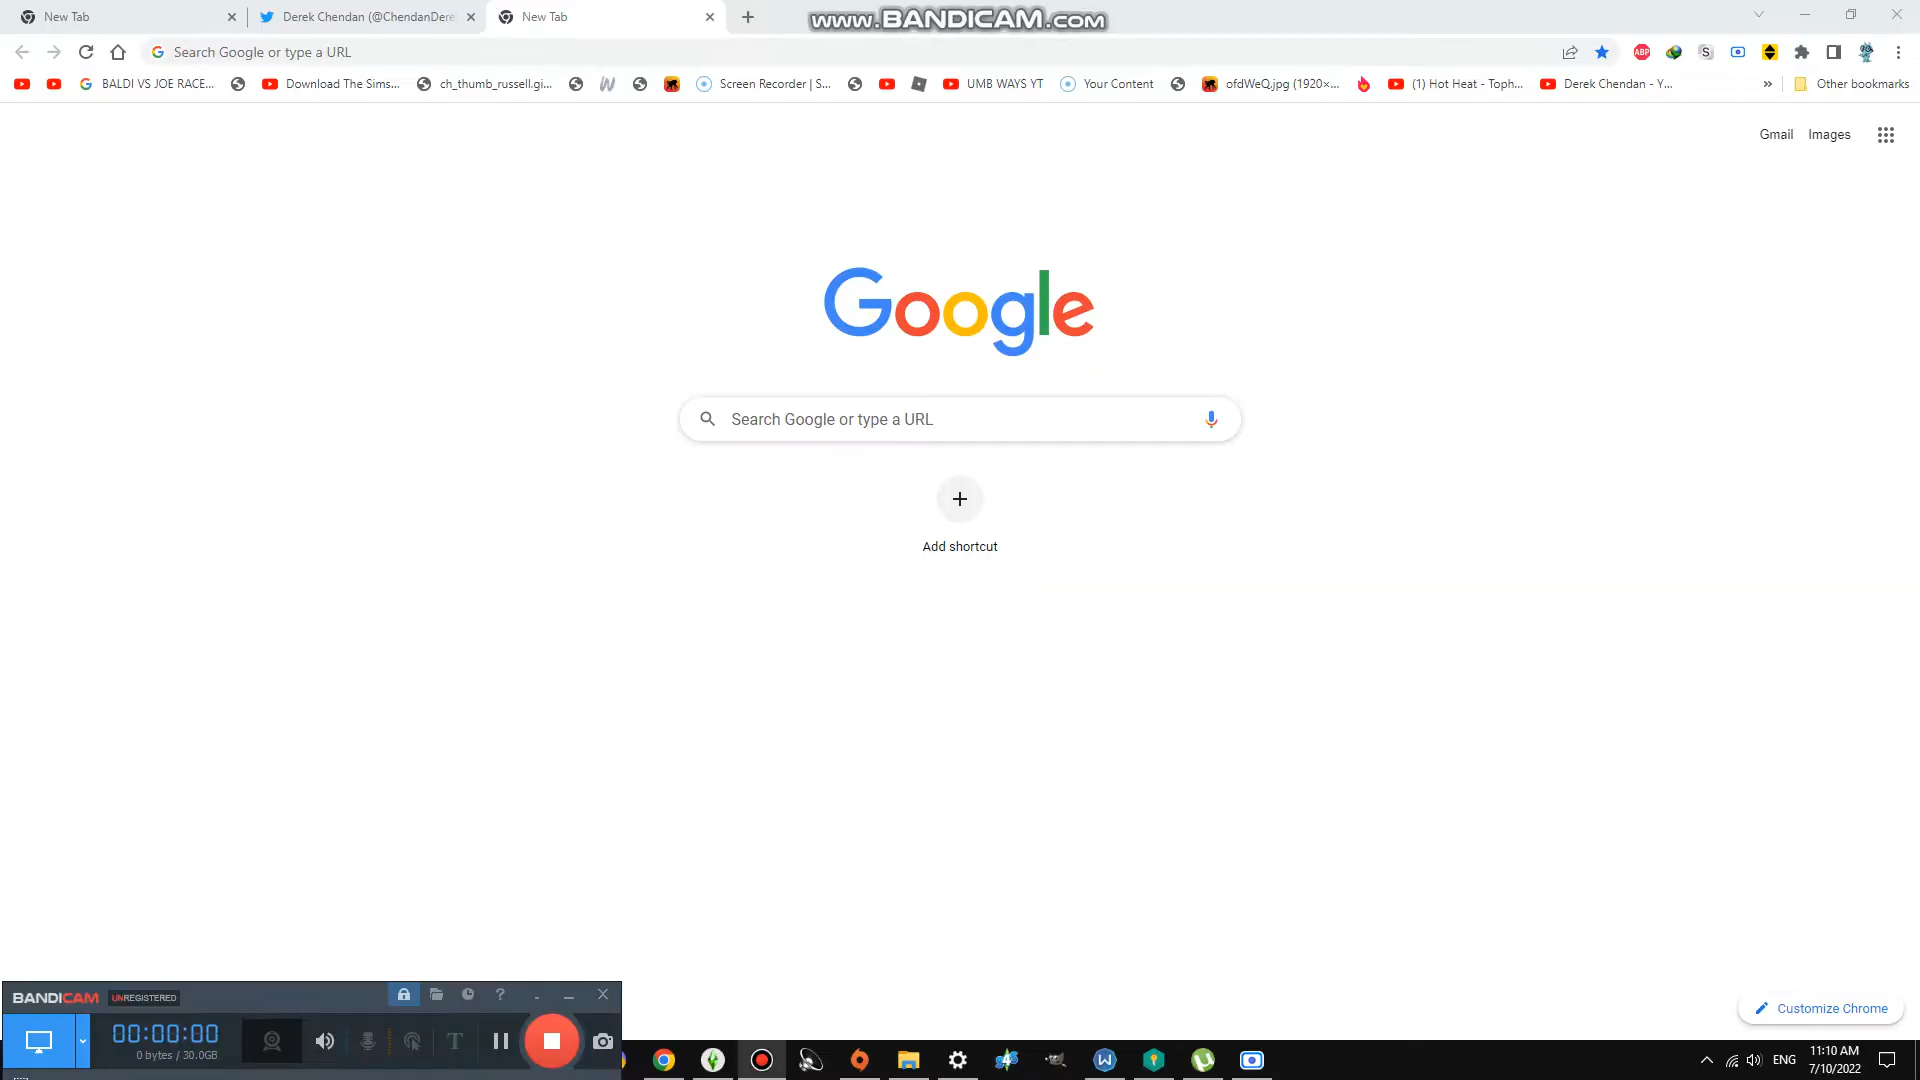 New Tab
Derek Chendan (@ChendanDere
New Tab
www.BANDICAM.com
Search Google or type a URL
ABP
S
BALDI VS JOE RACE...
Download The Sims...
ch_thumb_russell.gi...
Screen Recorder | S...
UMB WAYS YT
Your Content
ofdWeQ.jpg (1920×...
(1) Hot Heat - Toph...
Derek Chendan - Y...
»
Other bookmarks
Gmail
Images
Google
Search Google or type a URL
Add shortcut
Customize Chrome
BANDICAM UNREGISTERED
00:00:00
0 bytes / 30.0GB
T
ENG
11:10 AM
7/10/2022